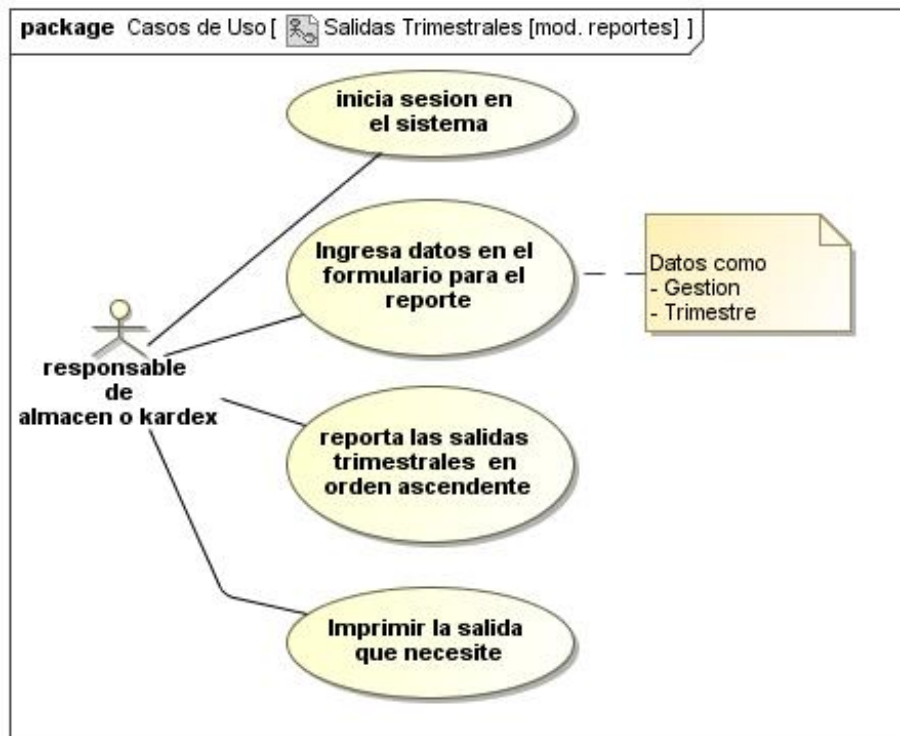 package Casos de Uso [ Salidas Trimestrales [mod. reportes] ]
inicia sesion en
el sistema
Ingresa datos en el
formulario para el
reporte
Datos como
- Gestion
- Trimestre
responsable
de
almacen o kardex
reporta las salidas
trimestrales en
orden ascendente
Imprimir la salida
que necesite